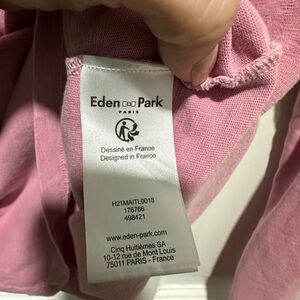 Eden Park
PARIS
Dessiné en France
Designed in France
H21MAITL0018
176766
498421
www.eden-park.com
Cinq Huitièmes SA
10-12 rue de Mont Louis
75011 PARIS - France